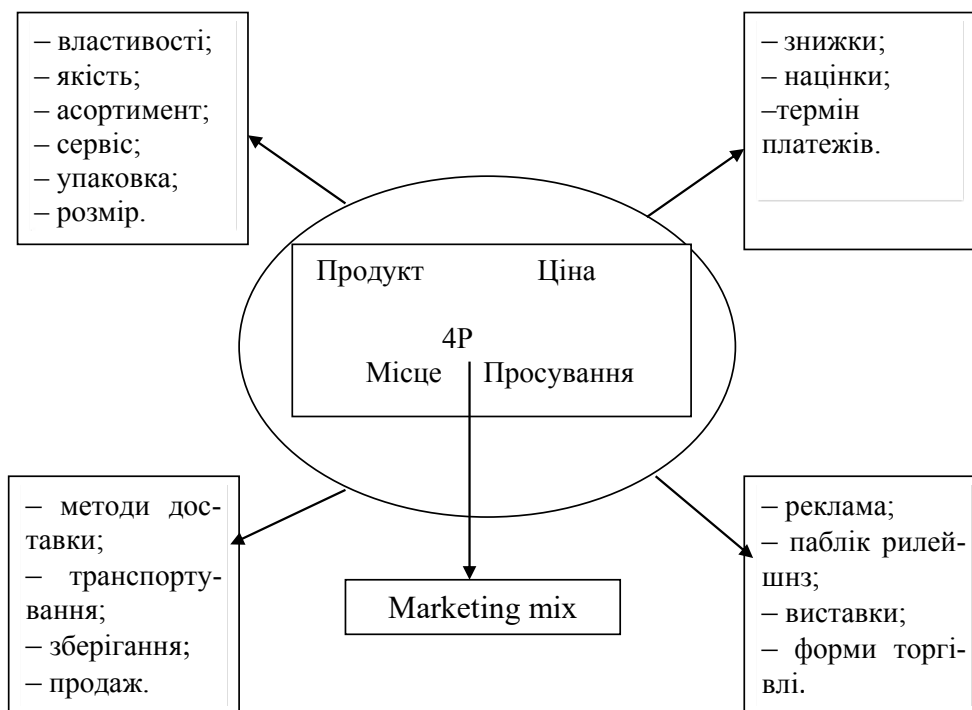 – властивості;
– якість;
– асортимент;
– сервіс;
– упаковка;
– розмір.
– знижки;
– націнки;
–термін
платежів.
Продукт Ціна
4P
Місце Просування
– методи дос-
тавки;
– транспорту-
вання;
– зберігання;
– продаж.
Marketing mix
– реклама;
– паблік рилей-
шнз;
– виставки;
– форми торгі-
влі.